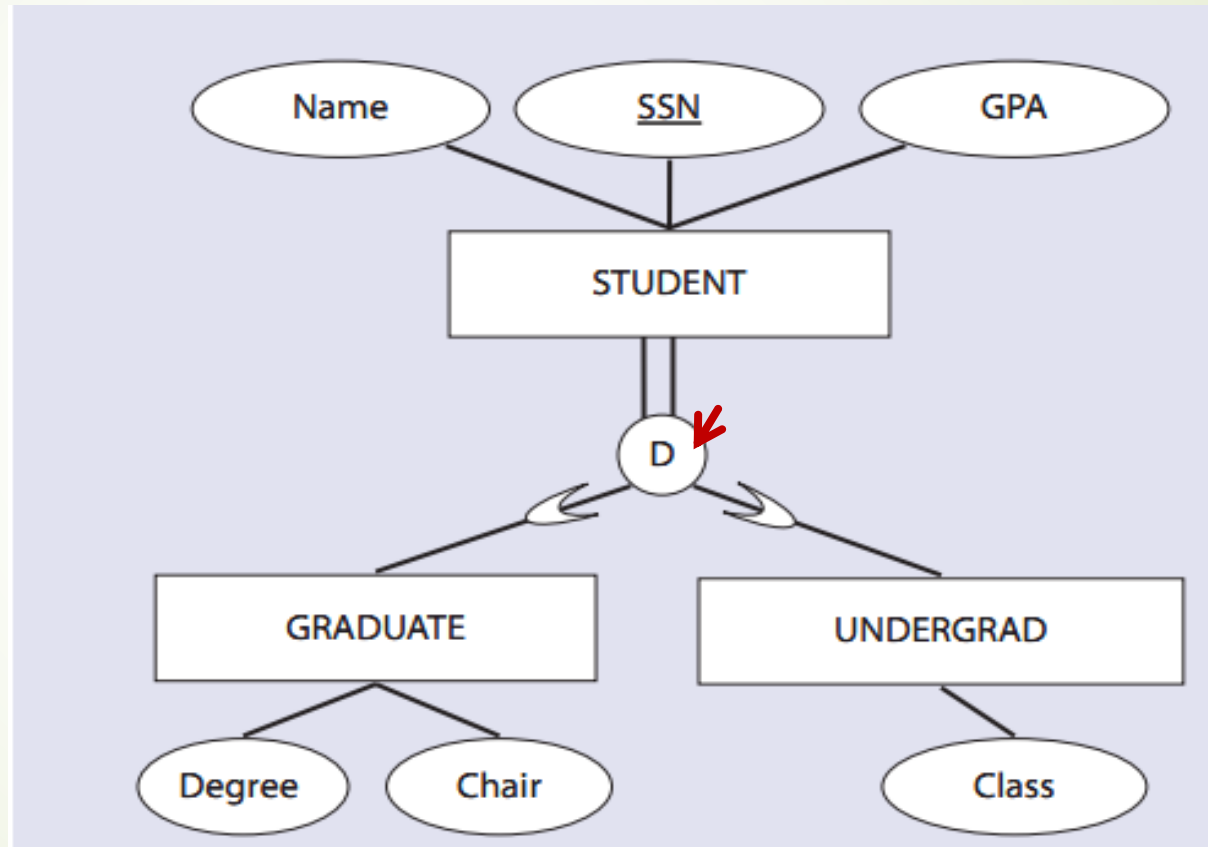 Name
SSN
GPA
STUDENT
D
GRADUATE
UNDERGRAD
Degree
Chair
Class